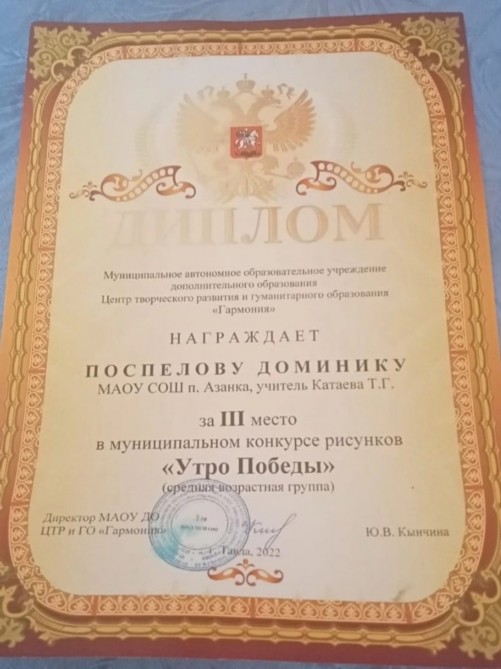 ДИПЛОМ
Муниципальное автономное образовательное учреждение
дополнительного образования
Центр творческого развития и гуманитарного образования
«Гармония»
НАГРАЖДАЕТ
ПОСПЕЛОВУ ДОМИНИКУ
МАОУ СОШ п. Азанка, учитель Катаева Т.Г.
за III место
в муниципальном конкурсе рисунков
«Утро Победы»
(средняя возрастная группа)
Директор МАОУ ДО
ЦТР и ГО «Гармония»
Ю.В. Кынчина
Для
г. Тавда, 2022